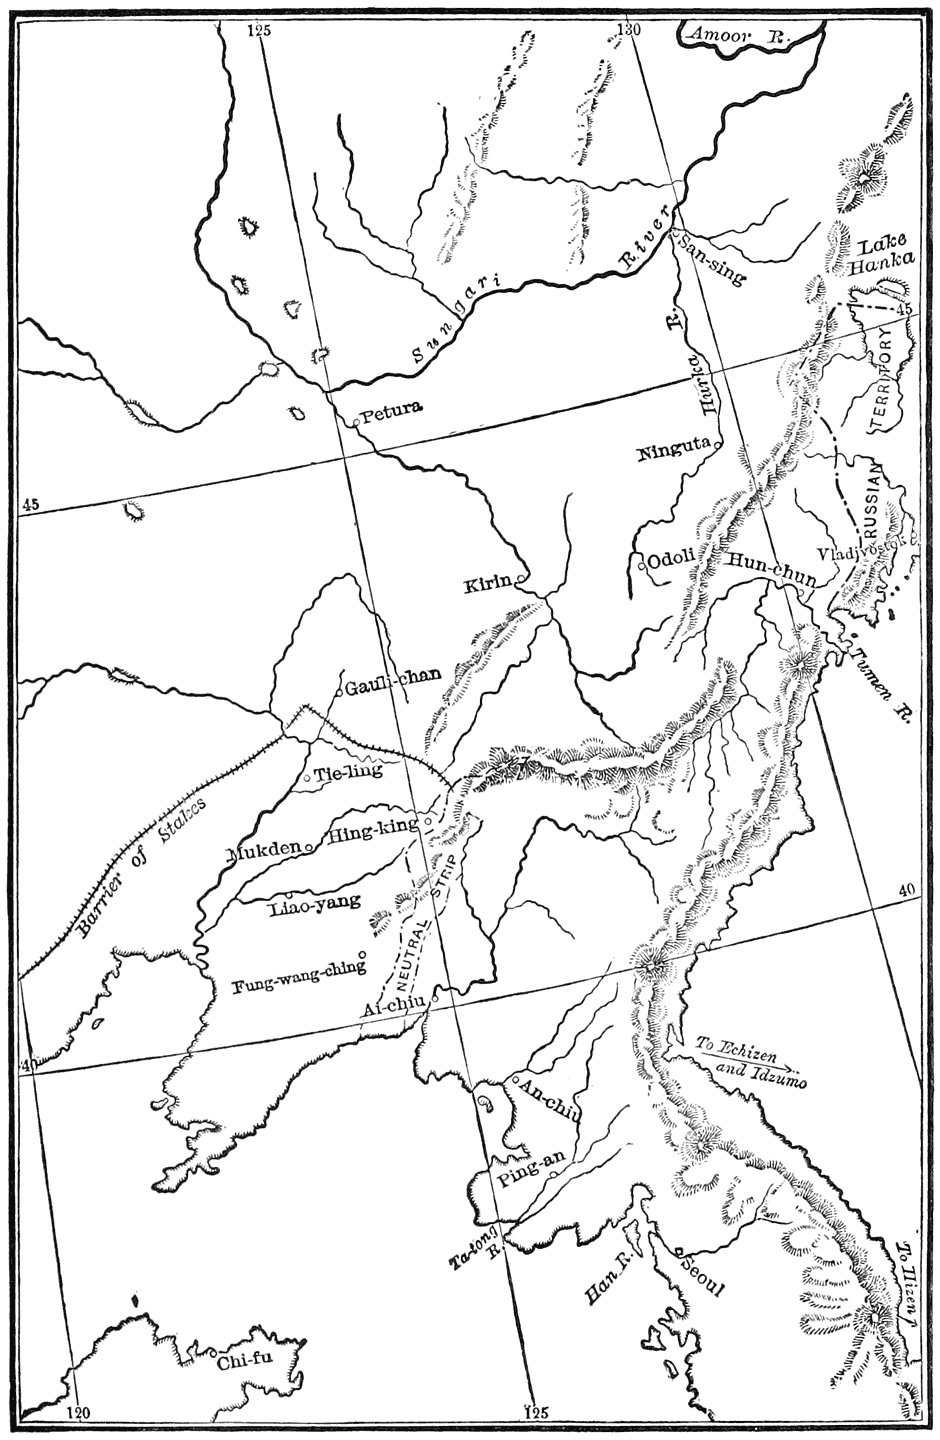 125
130
Amoor R.
Lake
Hanka
San-sing
Sungari River
45
TERRITORY
Hurka R.
Petura
Ninguta
RUSSIAN
45
Vladivostok
Odoli
Hun-chun
Kirin
Tumen R.
Gauli-chan
Tie-ling
Barrier of Stakes
Mukden
Hing-king
STRIP
Liao-yang
40
NEUTRAL
Fung-wang-ching
Ai-chiu
40
To Echizen
and Idzumo
An-chiu
Ping-an
Ta-tong
R.
Han R.
Seoul
To Hizen
Chi-fu
120
125